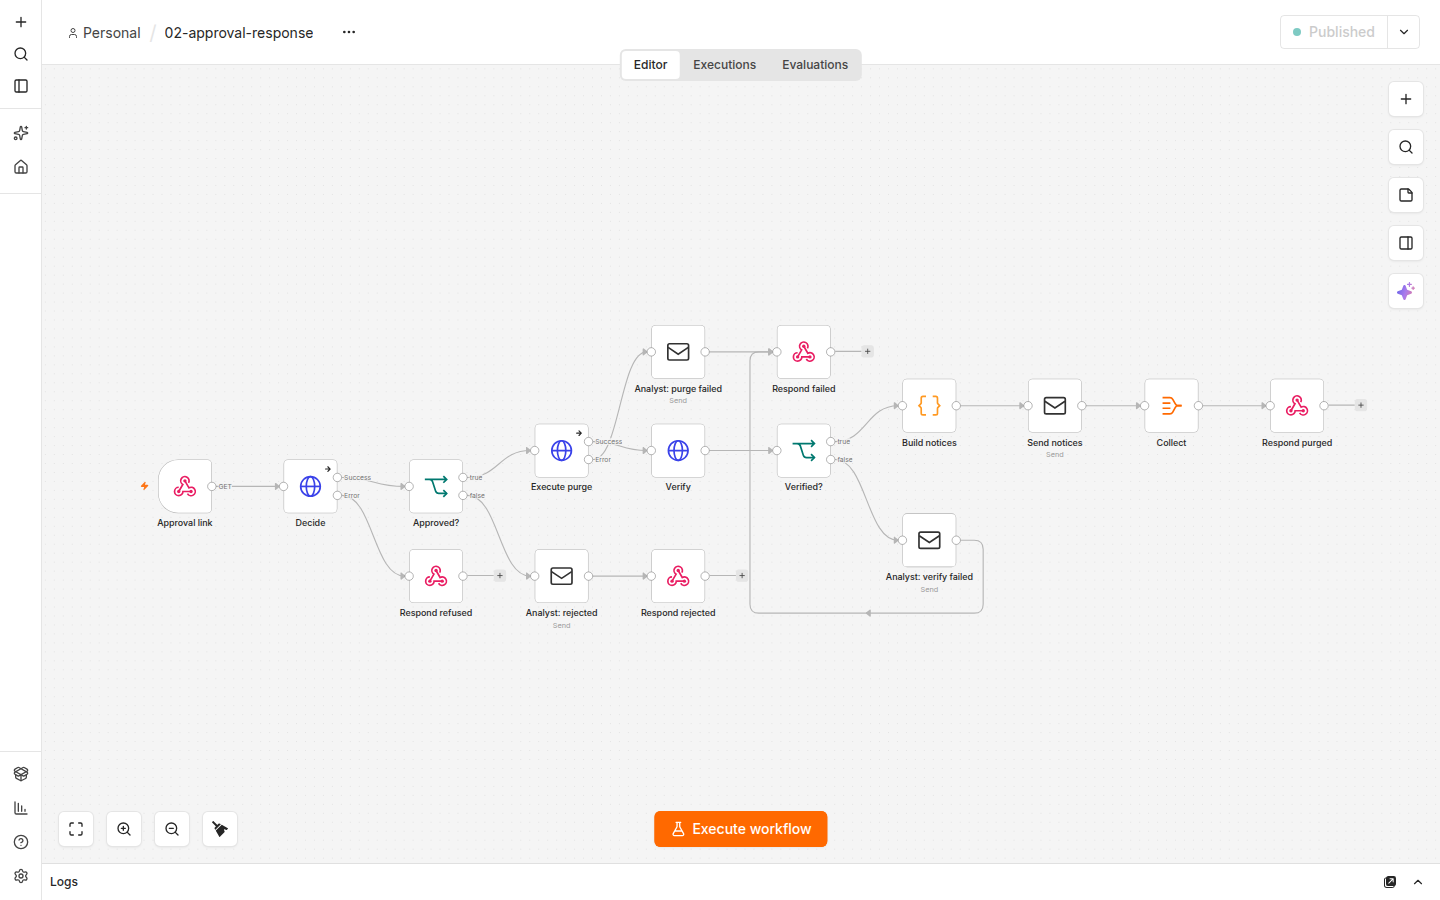 Personal / 02-approval-response
Published
Editor
Executions
Evaluations
Analyst: purge failed
Send
Respond failed
Build notices
Send notices
Send
Collect
Respond purged
Success
Error
Execute purge
Verify
true
false
Verified?
GET
Approval link
Success
Error
Decide
true
false
Approved?
Analyst: verify failed
Send
Respond refused
Analyst: rejected
Send
Respond rejected
Execute workflow
Logs